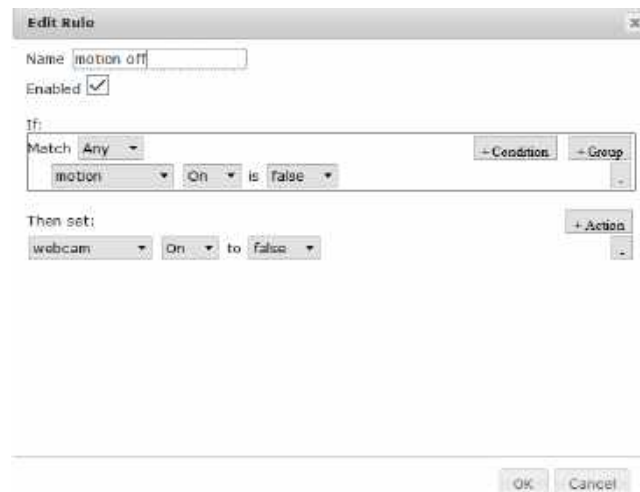 Edit Rule
Name motion off
Enabled
If:
Match Any + Condition + Group
motion On is false -
Then set: + Action
webcam On to false -
OK Cancel